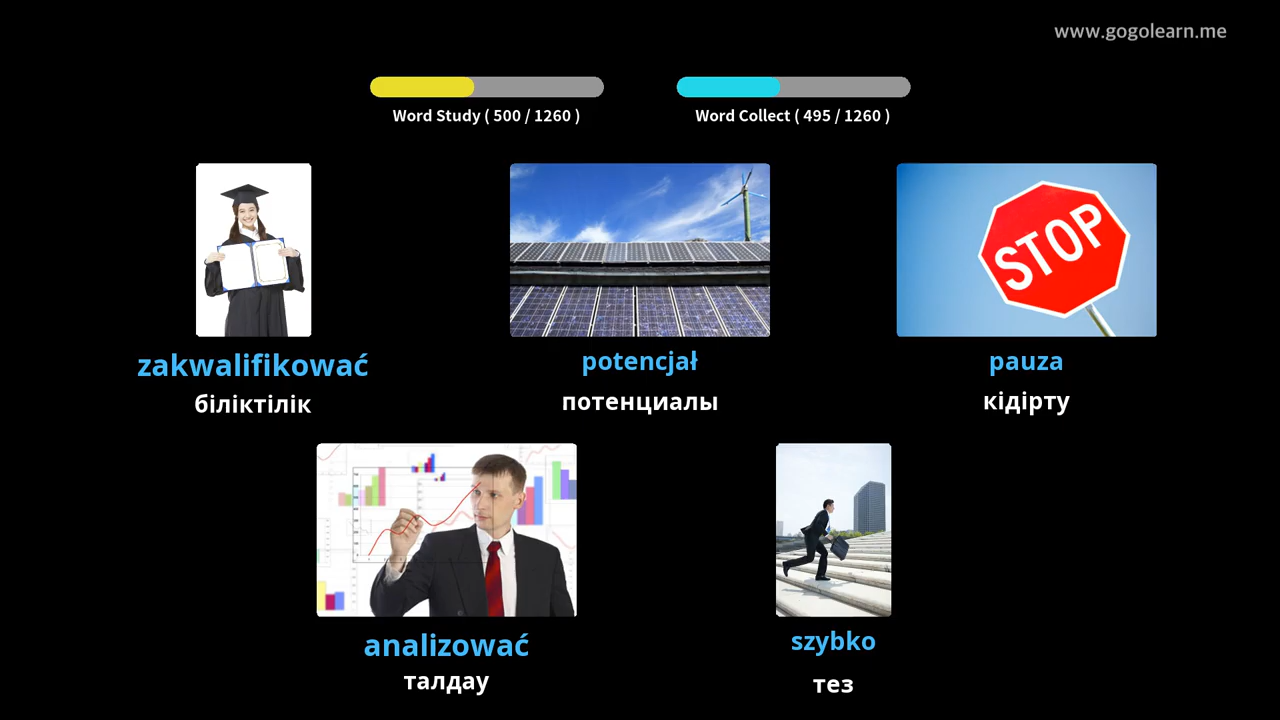 www.gogolearn.me
Word Study ( 500 / 1260 )
Word Collect ( 495 / 1260 )
STOP
zakwalifikować
біліктілік
potencjał
потенциалы
pauza
кідірту
analizować
талдау
szybko
тез